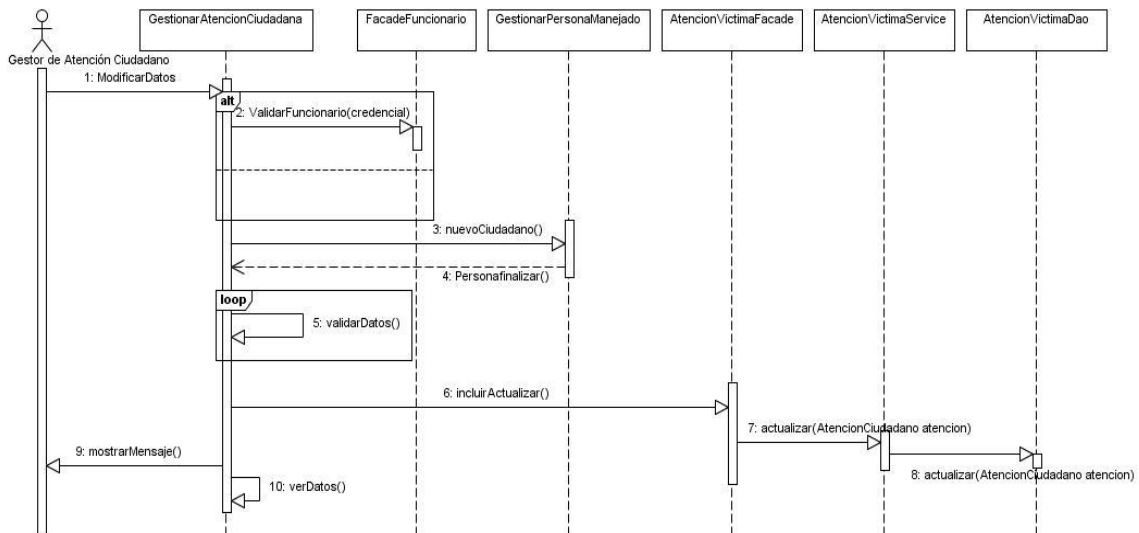 GestionarAtencionCiudadana
FacadeFuncionario
GestionarPersonaManejado
AtencionVictimaFacade
AtencionVictimaService
AtencionVictimaDao
Gestor de Atención Ciudadano
1: ModificarDatos
alt
2: ValidarFuncionario(credencial)
3: nuevoCiudadano()
4: Personafinalizar()
loop
5: validarDatos()
6: incluirActualizar()
7: actualizar(AtencionCiudadano atencion)
9: mostrarMensaje()
8: actualizar(AtencionCiudadano atencion)
10: verDatos()